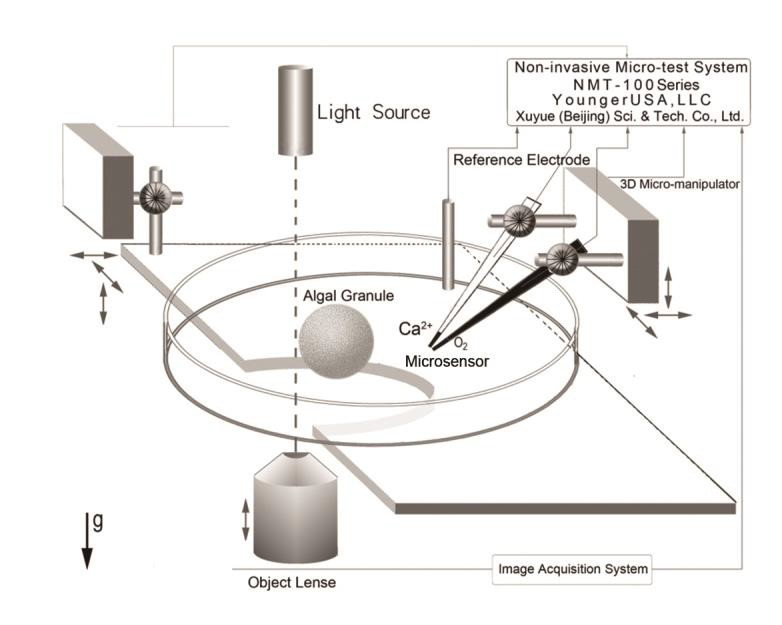 Non-invasive Micro-test System
NMT-100 Series
YoungerUSA, LLC
Xuyue (Beijing) Sci. & Tech. Co., Ltd.
Light Source
Reference Electrode
3D Micro-manipulator
Algal Granule
Ca²⁺
O₂
Microsensor
g
Image Acquisition System
Object Lense